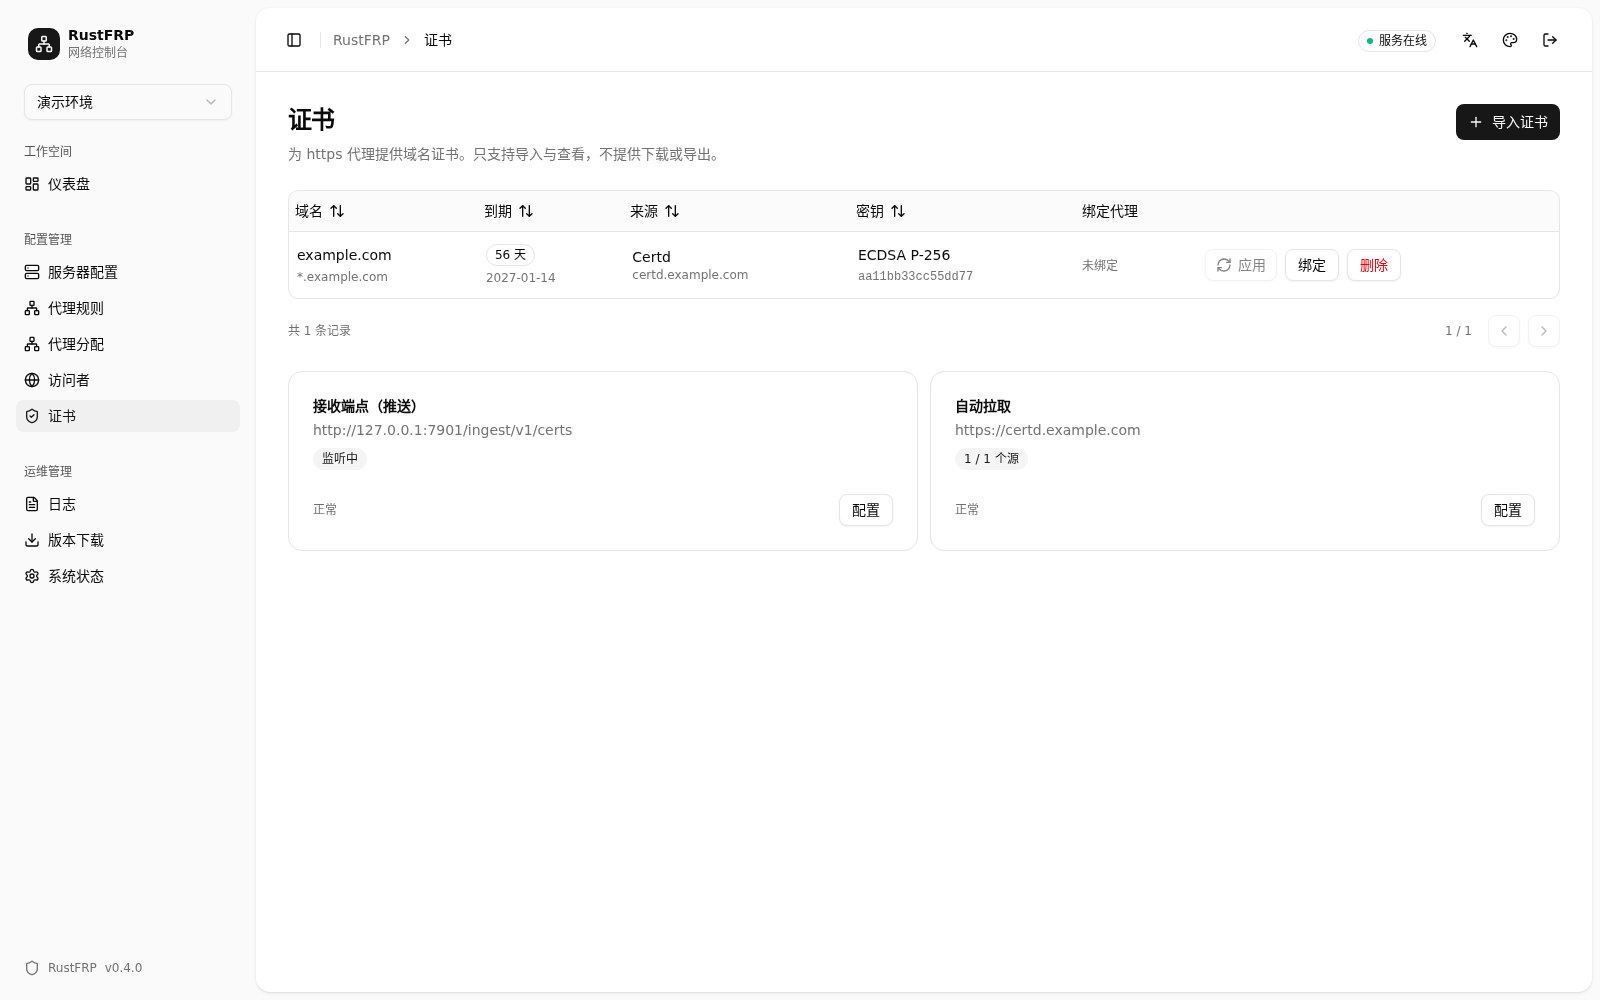 RustFRP
网络控制台
演示环境
工作空间
仪表盘
配置管理
服务器配置
代理规则
代理分配
访问者
证书
运维管理
日志
版本下载
系统状态
RustFRP v0.4.0
RustFRP 证书
服务在线
证书
为 https 代理提供域名证书。只支持导入与查看，不提供下载或导出。
导入证书
域名 到期 来源 密钥 绑定代理
example.com 56 天 Certd ECDSA P-256
*.example.com 2027-01-14 certd.example.com aa11bb33cc55dd77
未绑定 应用 绑定 删除
共 1 条记录
1 / 1
接收端点（推送）
http://127.0.0.1:7901/ingest/v1/certs
监听中
正常 配置
自动拉取
https://certd.example.com
1 / 1 个源
正常 配置